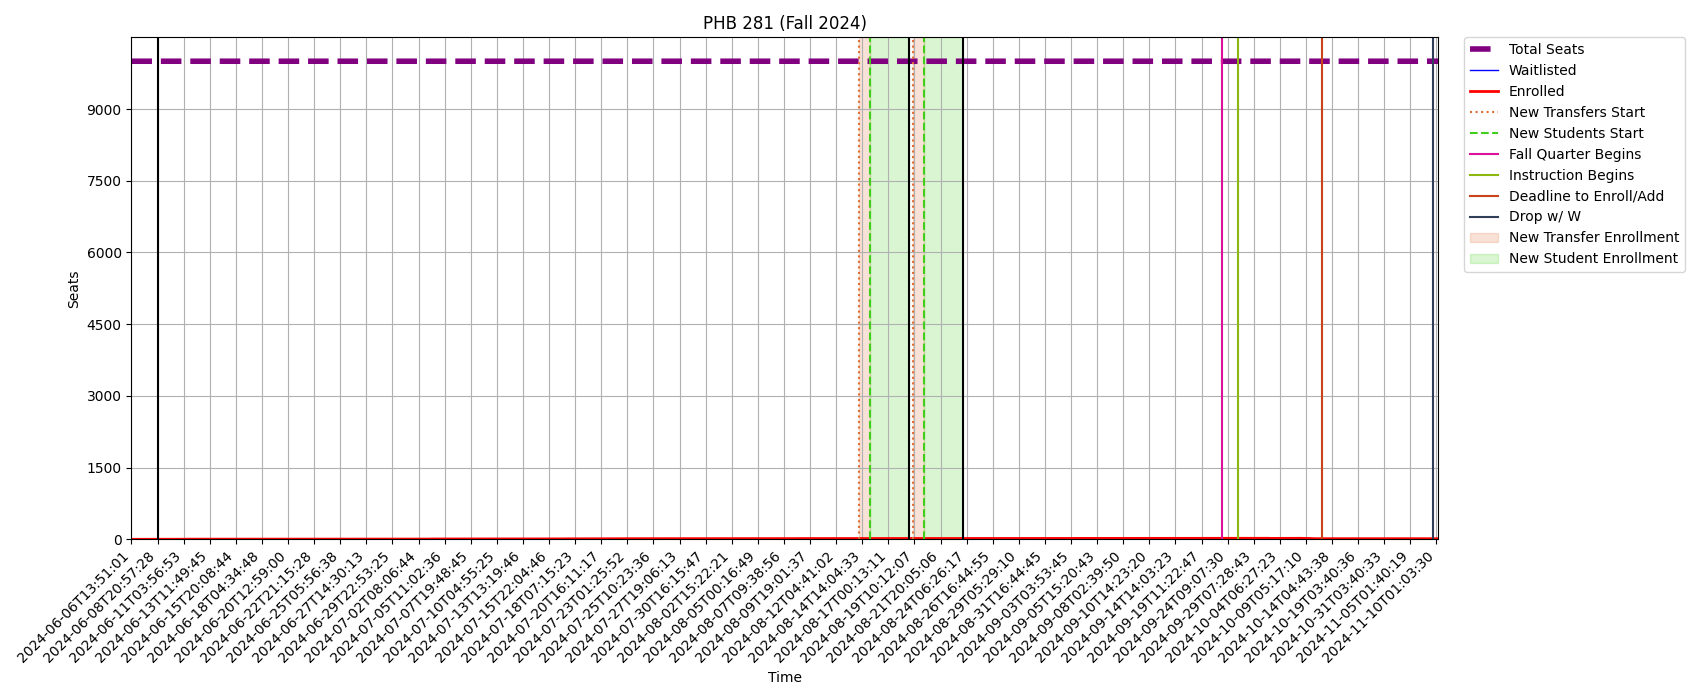 PHB 281 (Fall 2024)
Total Seats
Waitlisted
Enrolled
New Transfers Start
New Students Start
Fall Quarter Begins
Instruction Begins
Deadline to Enroll/Add
Drop w/ W
New Transfer Enrollment
New Student Enrollment
9000
7500
6000
4500
3000
1500
0
Seats
2024-06-06T13:51:01
2024-06-08T20:57:28
2024-06-11T03:56:53
2024-06-13T11:49:45
2024-06-15T20:08:44
2024-06-18T04:34:48
2024-06-20T12:59:00
2024-06-22T21:15:28
2024-06-25T05:56:38
2024-06-27T14:30:13
2024-06-29T22:53:25
2024-07-02T08:06:44
2024-07-05T11:02:36
2024-07-07T19:48:45
2024-07-10T04:55:25
2024-07-13T13:19:46
2024-07-15T22:04:46
2024-07-18T07:15:23
2024-07-20T16:11:17
2024-07-23T01:25:52
2024-07-25T10:23:36
2024-07-27T19:06:13
2024-07-30T16:15:47
2024-08-02T15:22:21
2024-08-05T00:16:49
2024-08-07T09:38:56
2024-08-09T19:01:37
2024-08-12T04:41:02
2024-08-14T14:04:33
2024-08-17T00:13:11
2024-08-19T10:12:07
2024-08-21T20:05:06
2024-08-24T06:26:17
2024-08-26T16:44:55
2024-08-29T05:29:10
2024-08-31T16:44:45
2024-09-03T03:53:45
2024-09-05T15:20:43
2024-09-08T02:39:50
2024-09-10T14:23:20
2024-09-14T14:03:23
2024-09-19T11:22:47
2024-09-24T09:07:30
2024-09-29T07:28:43
2024-10-04T06:27:23
2024-10-09T05:17:10
2024-10-14T04:43:38
2024-10-19T03:40:36
2024-10-31T03:40:33
2024-11-05T01:40:19
2024-11-10T01:03:30
Time